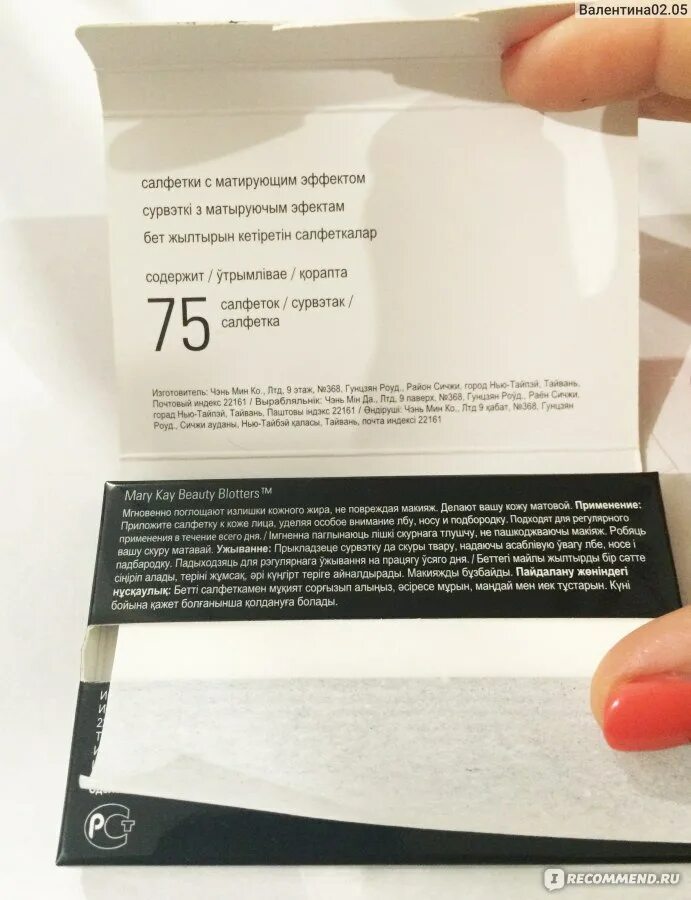 Валентина02.05
салфетки с матирующим эффектом
сурвэткі з матыруючым эфектам
бет жылтырын кетіретін салфеткалар
содержит / ўтрымлівае / қорапта
75 салфеток / сурвэтак /
салфетка
Изготовитель: Чэнь Мин Ко., Лтд, 9 этаж, №368, Гунцзян Роуд., Район Сичжи, город Нью-Тайпэй, Тайвань,
Почтовый индекс 22161 / Вырабляльнік: Чэнь Мін Да., Лтд, 9 паверх, №368, Гунцзян Роўд., Раён Сичжи,
горад Нью-Тайпэй, Тайвань, Паштовы індэкс 22161 / Өндіруші: Чэнь Мин Ко., Лтд 9 қабат, №368, Гунцзян
Роуд., Сичжи ауданы, Нью-Тайбэй қаласы, Тайвань, почта индексі 22161
Mary Kay Beauty Blotters™
Мгновенно поглощают излишки кожного жира, не повреждая макияж. Делают вашу кожу матовой. Применение:
Приложите салфетку к коже лица, уделяя особое внимание лбу, носу и подбородку. Подходят для регулярного
применения в течение всего дня. / Імгненна паглынаюць лішкі скурнага тлушчу, не пашкоджваючы макіяж. Робяць
вашу скуру матавай. Ужыванне: Прыкладзеце сурвэтку да скуры твару, надаючы асаблівую ўвагу лбе, носе і
падбародку. Падыходзяць для рэгулярнага ўжывання на працягу ўсяго дня. / Беттегі майлы жылтырды бір сәтте
сіңіріп алады, теріні жұмсақ, әрі күңгірт теріге айналдырады. Макияжды бұзбайды. Пайдалану жөніндегі
нұсқаулық: Бетті салфеткамен мұқият сорғызып алыңыз, әсіресе мұрын, маңдай мен иек тұстарын. Күні
бойына қажет болғанынша қолдануға болады.
РСТ
IRECOMMEND.RU